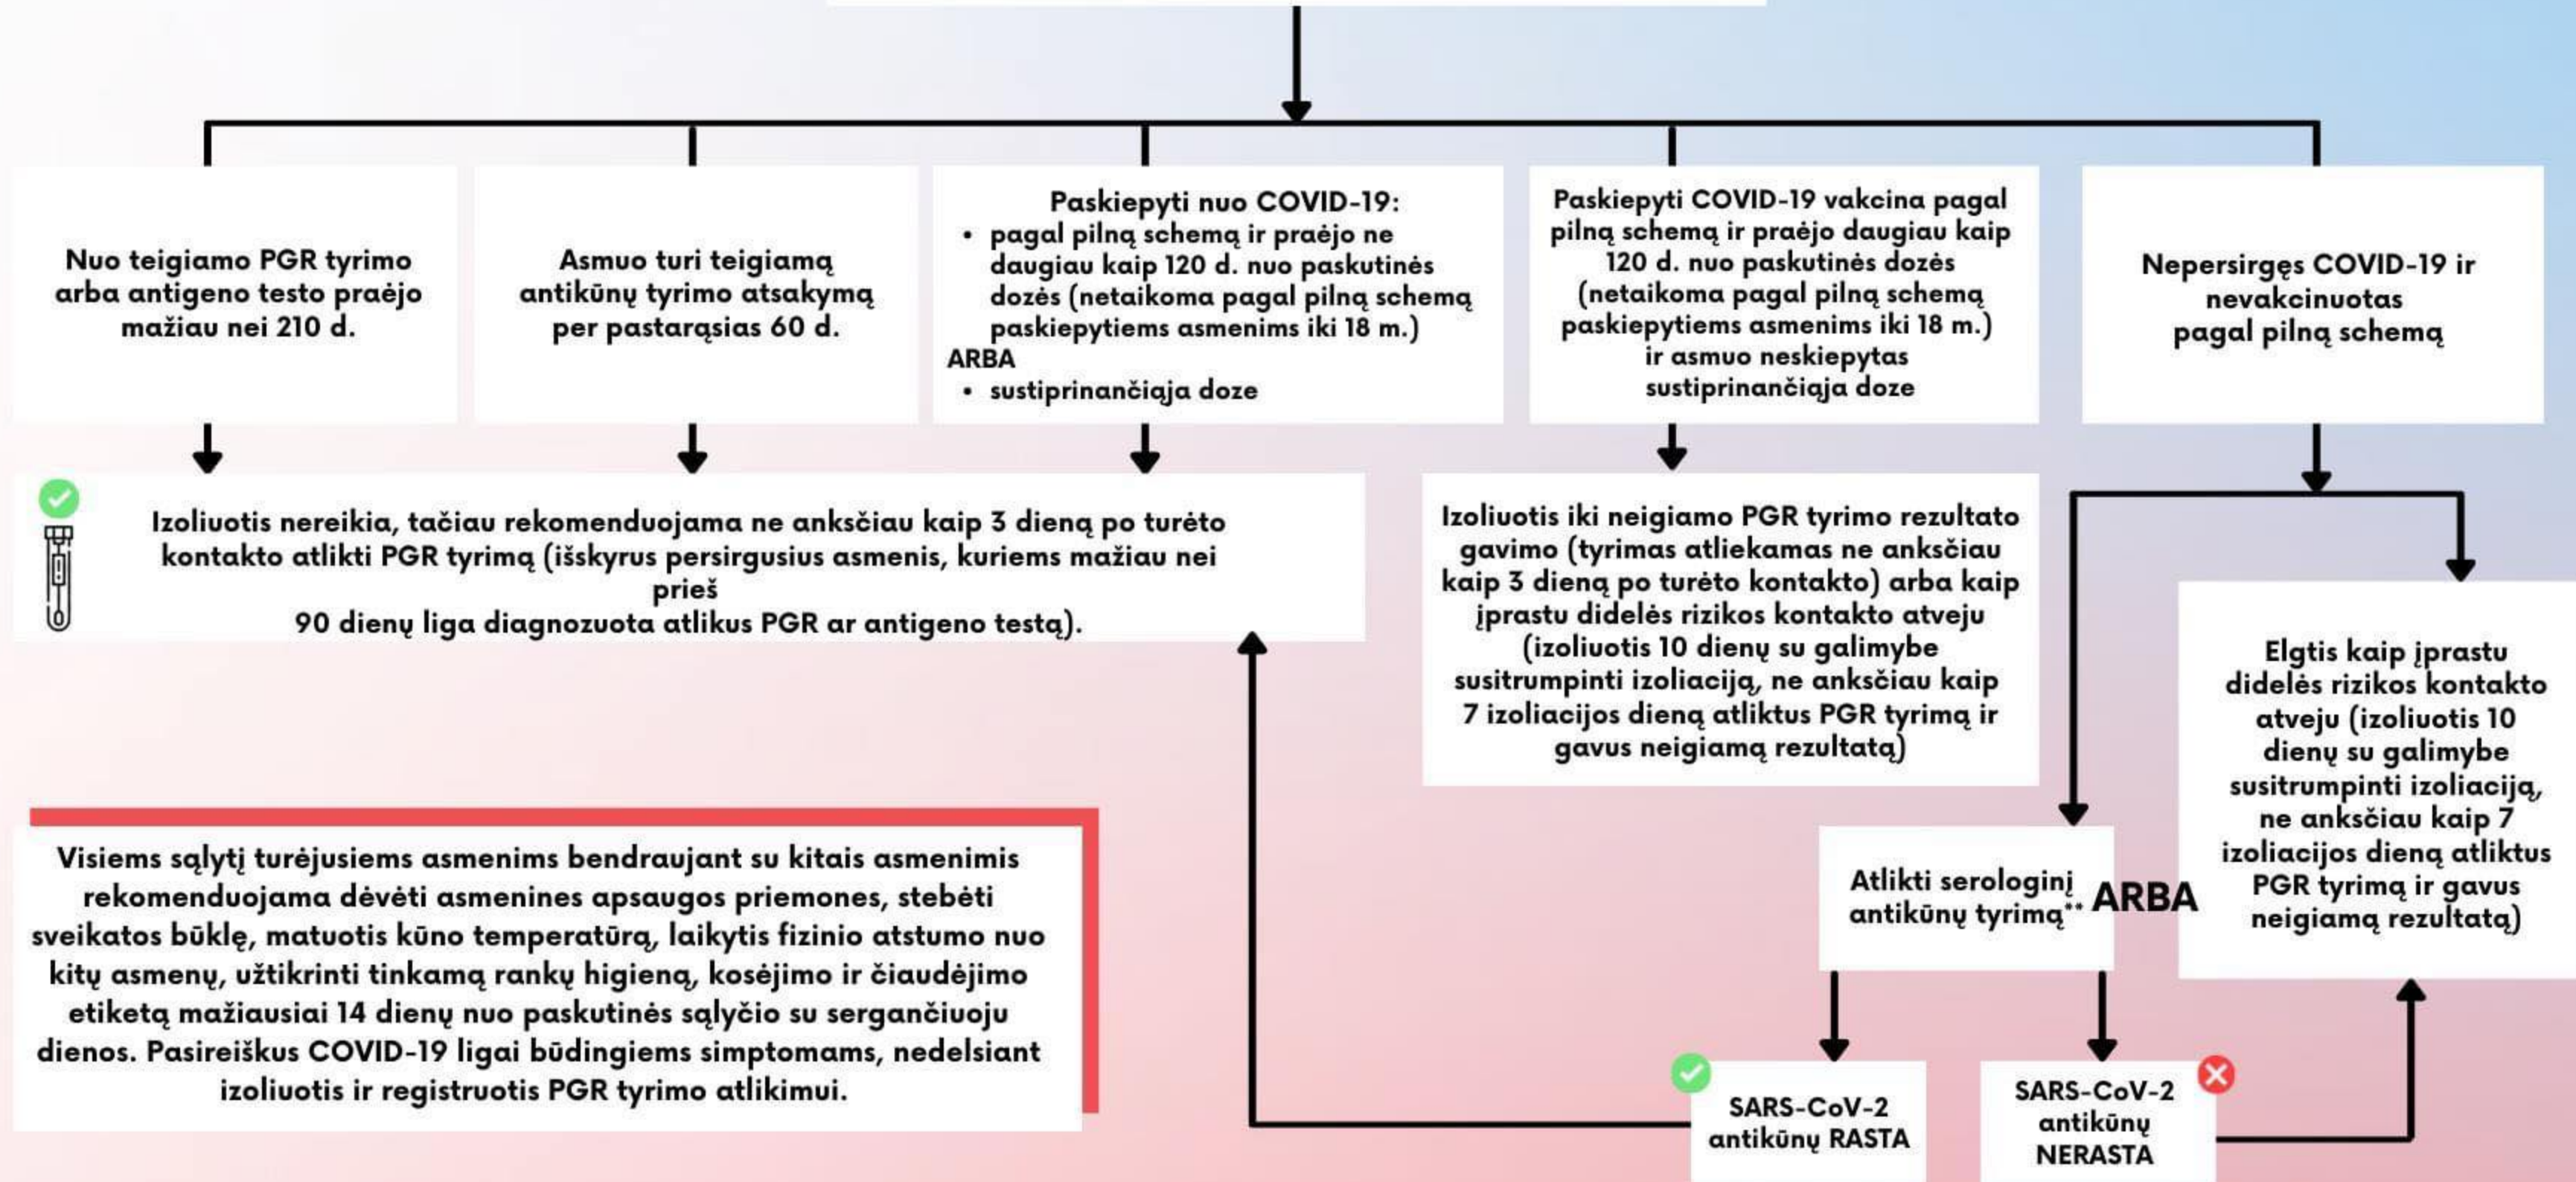 Nuo teigiamo PGR tyrimo
arba antigeno testo praėjo
mažiau nei 210 d.
Asmuo turi teigiamą
antikūnų tyrimo atsakymą
per pastarąsias 60 d.
Paskiepyti nuo COVID-19:
• pagal pilną schemą ir praėjo ne
daugiau kaip 120 d. nuo paskutinės
dozės (netaikoma pagal pilną schemą
paskiepytiems asmenims iki 18 m.)
ARBA
• sustiprinančiąja doze
Paskiepyti COVID-19 vakcina pagal
pilną schemą ir praėjo daugiau kaip
120 d. nuo paskutinės dozės
(netaikoma pagal pilną schemą
paskiepytiems asmenims iki 18 m.)
ir asmuo neskiepytas
sustiprinančiąja doze
Nepersirgęs COVID-19 ir
nevakcinuotas
pagal pilną schemą
Izoliuotis nereikia, tačiau rekomenduojama ne anksčiau kaip 3 dieną po turėto
kontakto atlikti PGR tyrimą (išskyrus persirgusius asmenis, kuriems mažiau nei
prieš
90 dienų liga diagnozuota atlikus PGR ar antigeno testą).
Izoliuotis iki neigiamo PGR tyrimo rezultato
gavimo (tyrimas atliekamas ne anksčiau
kaip 3 dieną po turėto kontakto) arba kaip
įprastu didelės rizikos kontakto atveju
(izoliuotis 10 dienų su galimybe
susitrumpinti izoliaciją, ne anksčiau kaip
7 izoliacijos dieną atliktus PGR tyrimą ir
gavus neigiamą rezultatą)
Elgtis kaip įprastu
didelės rizikos kontakto
atveju (izoliuotis 10
dienų su galimybe
susitrumpinti izoliaciją,
ne anksčiau kaip 7
izoliacijos dieną atliktus
PGR tyrimą ir gavus
neigiamą rezultatą)
Visiems sąlytį turėjusiems asmenims bendraujant su kitais asmenimis
rekomenduojama dėvėti asmenines apsaugos priemones, stebėti
sveikatos būklę, matuotis kūno temperatūrą, laikytis fizinio atstumo nuo
kitų asmenų, užtikrinti tinkamą rankų higieną, kosėjimo ir čiaudėjimo
etiketą mažiausiai 14 dienų nuo paskutinės sąlyčio su sergančiuoju
dienos. Pasireiškus COVID-19 ligai būdingiems simptomams, nedelsiant
izoliuotis ir registruotis PGR tyrimo atlikimui.
Atlikti serologinį
antikūnų tyrimą**
ARBA
SARS-CoV-2
antikūnų RASTA
SARS-CoV-2
antikūnų
NERASTA